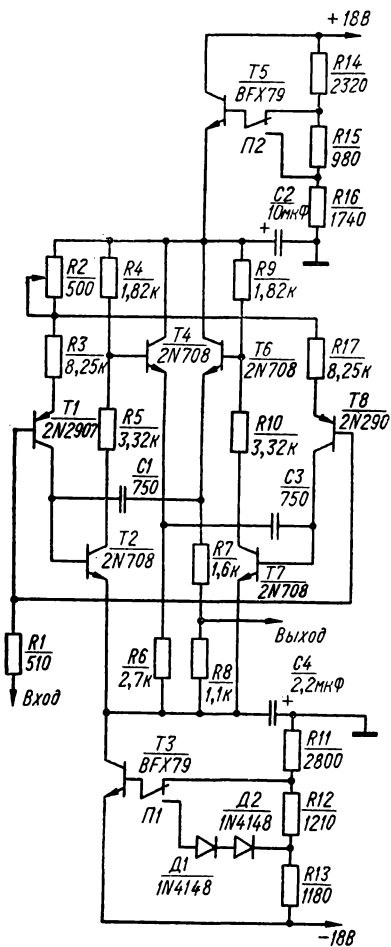 +18В
R14
2320
T5
BFX79
П2
R15
980
C2
10мкФ
+
R16
1740
R2
500
R4
1,82к
R9
1,82к
R3
8,25к
T4
2N708
T6
2N708
R17
8,25к
T1
2N2907
R5
3,32к
R10
3,32к
T8
2N290
C1
750
C3
750
T2
2N708
R7
1,6к
T7
2N708
Выход
R1
510
Вход
R6
2,7к
R8
1,1к
C4
2,2мкФ
+
T3
BFX79
П1
R11
2800
Д2
1N4148
R12
1210
Д1
1N4148
R13
1180
-18В